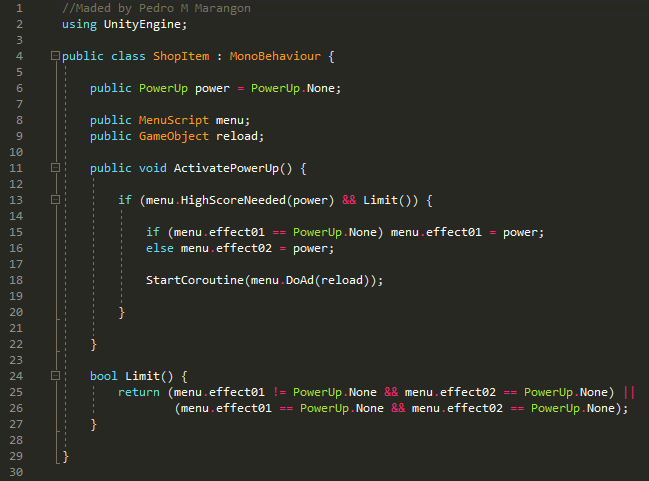 1 //Maded by Pedro M Marangon
2 using UnityEngine;
3
4 public class ShopItem : MonoBehaviour {
5
6 public PowerUp power = PowerUp.None;
7
8 public MenuScript menu;
9 public GameObject reload;
10
11 public void ActivatePowerUp() {
12
13 if (menu.HighScoreNeeded(power) && Limit()) {
14
15 if (menu.effect01 == PowerUp.None) menu.effect01 = power;
16 else menu.effect02 = power;
17
18 StartCoroutine(menu.DoAd(reload));
19
20 }
21
22 }
23
24 bool Limit() {
25 return (menu.effect01 != PowerUp.None && menu.effect02 == PowerUp.None) ||
26 (menu.effect01 == PowerUp.None && menu.effect02 == PowerUp.None);
27 }
28
29 }
30